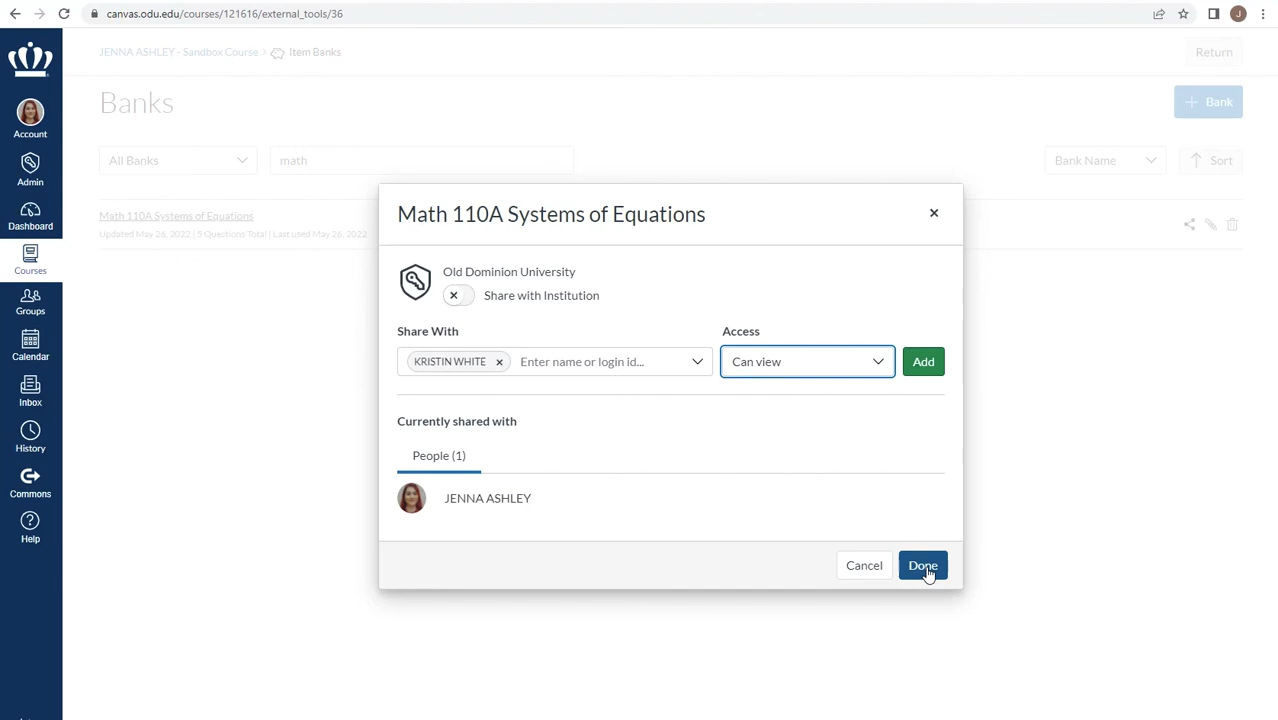 canvas.odu.edu/courses/121616/external_tools/36
J
JENNA ASHLEY - Sandbox Course > Item Banks
Return
Banks
+ Bank
All Banks
math
Bank Name
Sort
Math 110A Systems of Equations
Updated May 26, 2022 | 5 Questions Total | Last used May 26, 2022
Account
Admin
Dashboard
Courses
Groups
Calendar
Inbox
History
Commons
Help
Math 110A Systems of Equations
Old Dominion University
Share with Institution
Share With
Access
KRISTIN WHITE
Enter name or login id...
Can view
Add
Currently shared with
People (1)
JENNA ASHLEY
Cancel
Done